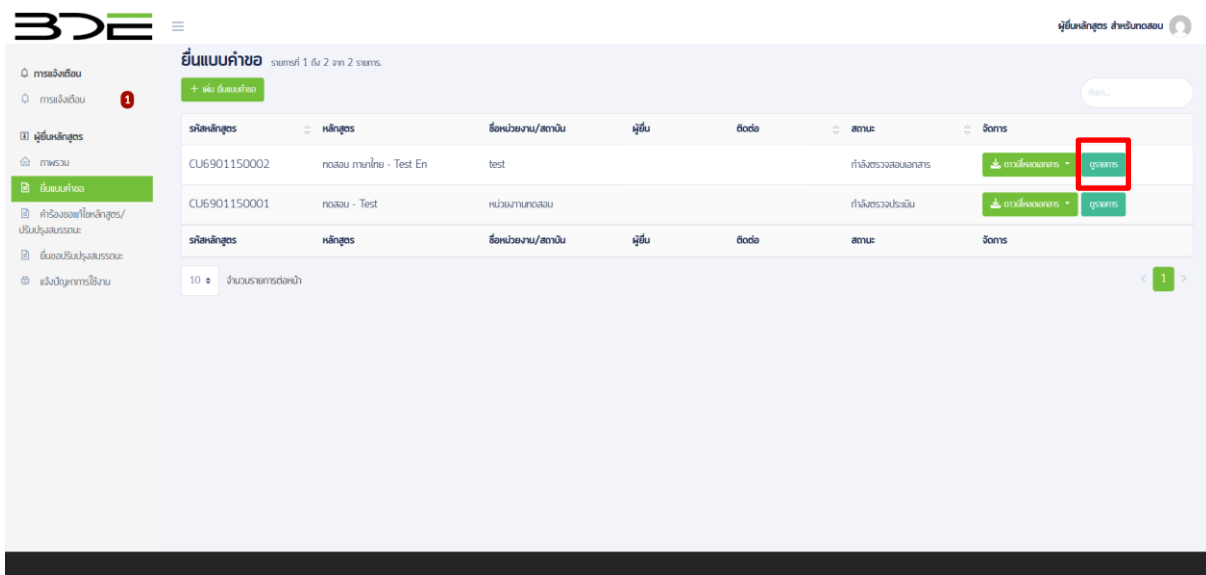 BDE
ผู้ยื่นหลักสูตร สำหรับทดสอบ
ยื่นแบบคำขอ รายการที่ 1 ถึง 2 จาก 2 รายการ.
+ เพิ่ม ยื่นแบบคำขอ
ค้นหา...
การแจ้งเตือน
การแจ้งเตือน 1
ผู้ยื่นหลักสูตร
ภาพรวม
ยื่นแบบคำขอ
คำร้องขอแก้ไขหลักสูตร/
ปรับปรุงสมรรถนะ
ยื่นขอปรับปรุงสมรรถนะ
แจ้งปัญหาการใช้งาน
รหัสหลักสูตร หลักสูตร ชื่อหน่วยงาน/สถาบัน ผู้ยื่น ติดต่อ สถานะ จัดการ
CU6901150002 ทดสอบ ภาษาไทย - Test En test กำลังตรวจสอบเอกสาร ดาวน์โหลดเอกสาร ดูรายการ
CU6901150001 ทดสอบ - Test หน่วยงานทดสอบ กำลังตรวจประเมิน ดาวน์โหลดเอกสาร ดูรายการ
รหัสหลักสูตร หลักสูตร ชื่อหน่วยงาน/สถาบัน ผู้ยื่น ติดต่อ สถานะ จัดการ
10 จำนวนรายการต่อหน้า < 1 >